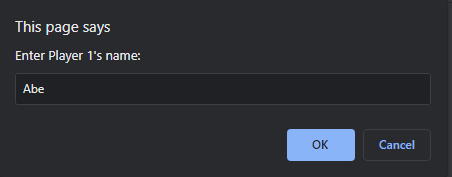 This page says
Enter Player 1's name:
Abe
OK
Cancel